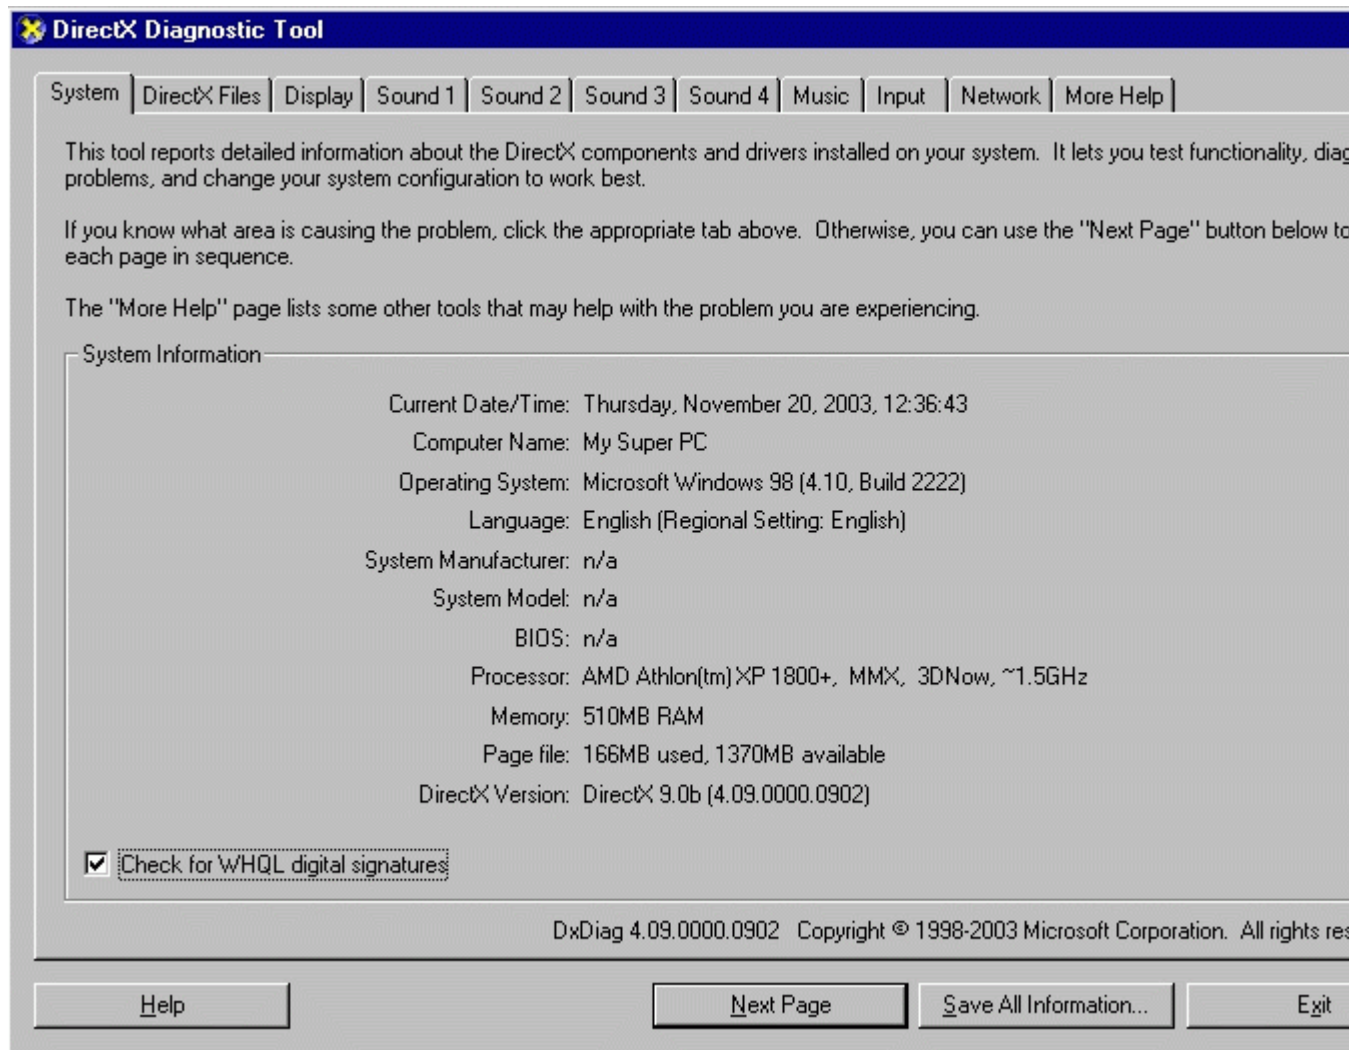 DirectX Diagnostic Tool
System DirectX Files Display Sound 1 Sound 2 Sound 3 Sound 4 Music Input Network More Help
This tool reports detailed information about the DirectX components and drivers installed on your system. It lets you test functionality, diag
problems, and change your system configuration to work best.
If you know what area is causing the problem, click the appropriate tab above. Otherwise, you can use the "Next Page" button below to
each page in sequence.
The "More Help" page lists some other tools that may help with the problem you are experiencing.
System Information
Current Date/Time: Thursday, November 20, 2003, 12:36:43
Computer Name: My Super PC
Operating System: Microsoft Windows 98 (4.10, Build 2222)
Language: English (Regional Setting: English)
System Manufacturer: n/a
System Model: n/a
BIOS: n/a
Processor: AMD Athlon(tm) XP 1800+, MMX, 3DNow, ~1.5GHz
Memory: 510MB RAM
Page file: 166MB used, 1370MB available
DirectX Version: DirectX 9.0b (4.09.0000.0902)
Check for WHQL digital signatures
DxDiag 4.09.0000.0902 Copyright © 1998-2003 Microsoft Corporation. All rights res
Help Next Page Save All Information... Exit